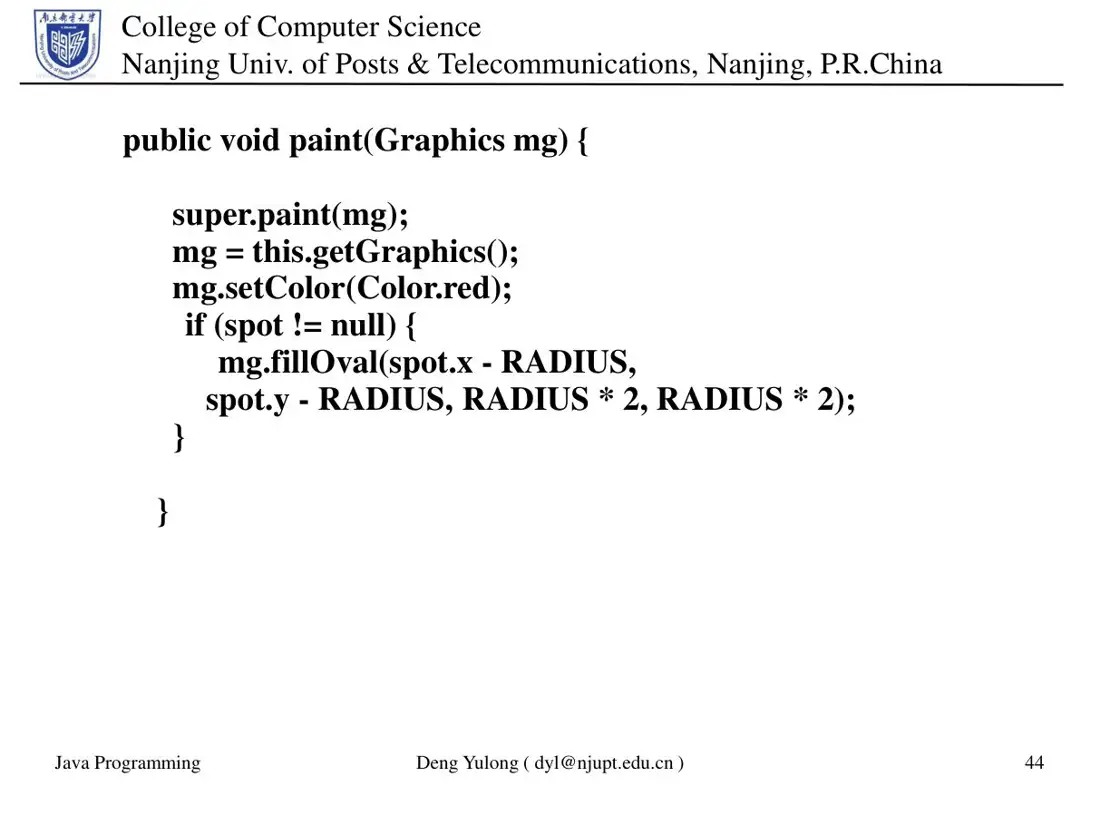 College of Computer Science
Nanjing Univ. of Posts & Telecommunications, Nanjing, P.R.China
public void paint(Graphics mg) {
super.paint(mg);
mg = this.getGraphics();
mg.setColor(Color.red);
if (spot != null) {
mg.fillOval(spot.x - RADIUS,
spot.y - RADIUS, RADIUS * 2, RADIUS * 2);
}
}
Java Programming
Deng Yulong ( dyl@njupt.edu.cn )
44